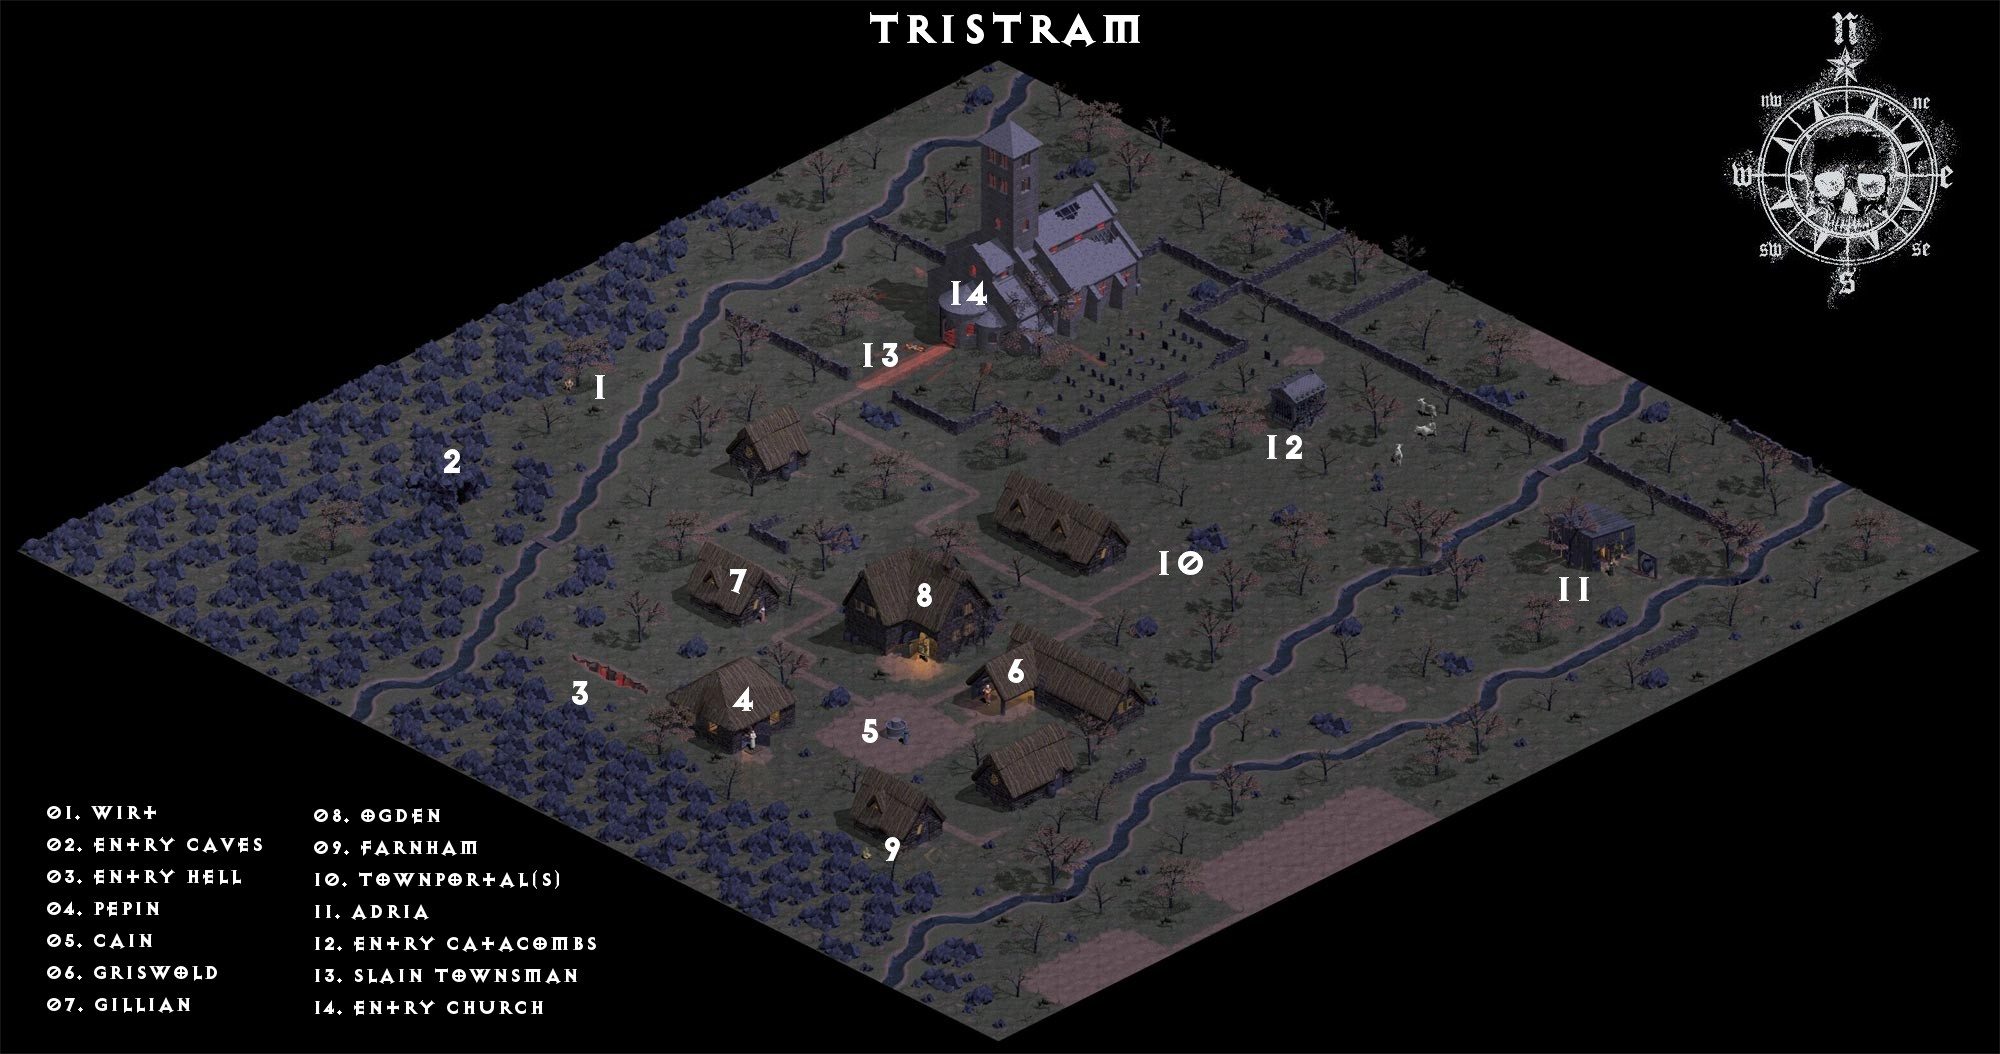 TRISTRAM
n
nw ne
w e
sw se
s
14
13
1
12
2
10
7
8
11
6
3
4
5
9
01. WIRT
02. ENTRY CAVES
03. ENTRY HELL
04. PEPIN
05. CAIN
06. GRISWOLD
07. GILLIAN
08. OGDEN
09. FARNHAM
10. TOWNPORTAL(S)
11. ADRIA
12. ENTRY CATACOMBS
13. SLAIN TOWNSMAN
14. ENTRY CHURCH